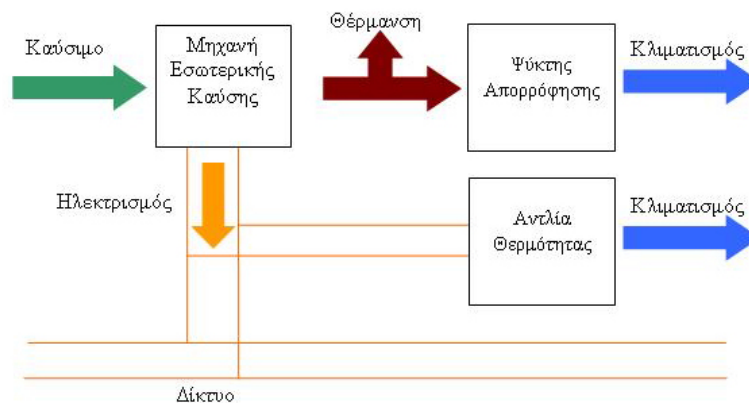 Καύσιμο
Μηχανή
Εσωτερικής
Καύσης
Θέρμανση
Ψύκτης
Απορρόφησης
Κλιματισμός
Ηλεκτρισμός
Αντλία
Θερμότητας
Κλιματισμός
Δίκτυο